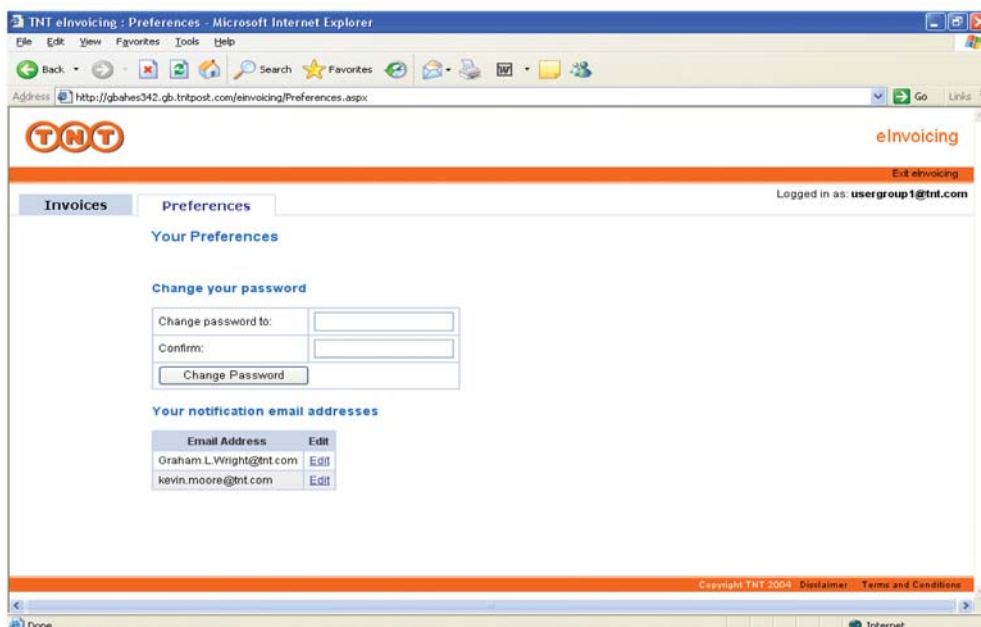 TNT eInvoicing : Preferences - Microsoft Internet Explorer
File Edit View Favorites Tools Help
Back Search Favorites
Address http://gbahes342.gb.tntpost.com/einvoicing/Preferences.aspx Go Links
TNT eInvoicing
Exit eInvoicing
Invoices Preferences Logged in as: usergroup1@tnt.com
Your Preferences
Change your password
Change password to:
Confirm:
Change Password
Your notification email addresses
Email Address Edit
Graham.L.Wright@tnt.com Edit
kevin.moore@tnt.com Edit
Copyright TNT 2004 Disclaimer Terms and Conditions
Done Internet